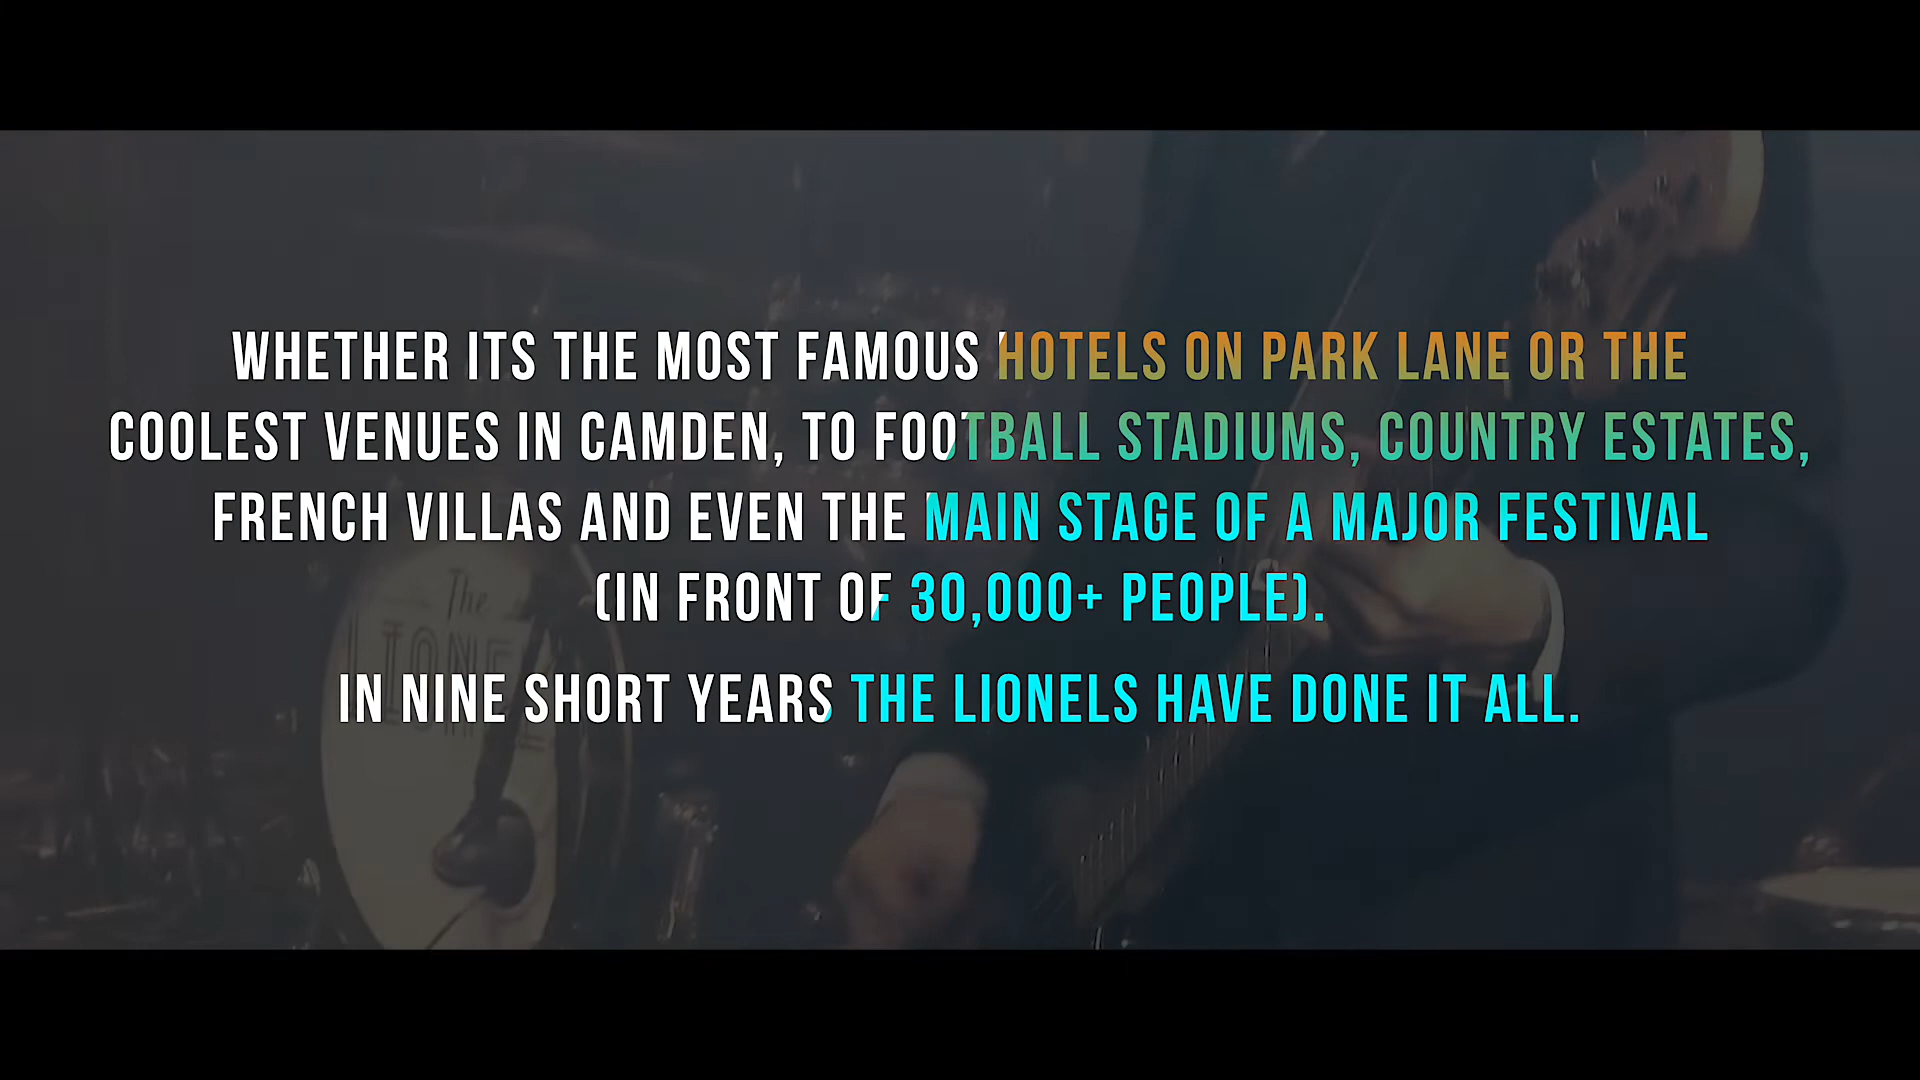 WHETHER ITS THE MOST FAMOUS HOTELS ON PARK LANE OR THE
COOLEST VENUES IN CAMDEN, TO FOOTBALL STADIUMS, COUNTRY ESTATES,
FRENCH VILLAS AND EVEN THE MAIN STAGE OF A MAJOR FESTIVAL
(IN FRONT OF 30,000+ PEOPLE).
IN NINE SHORT YEARS THE LIONELS HAVE DONE IT ALL.
The
LIONELS